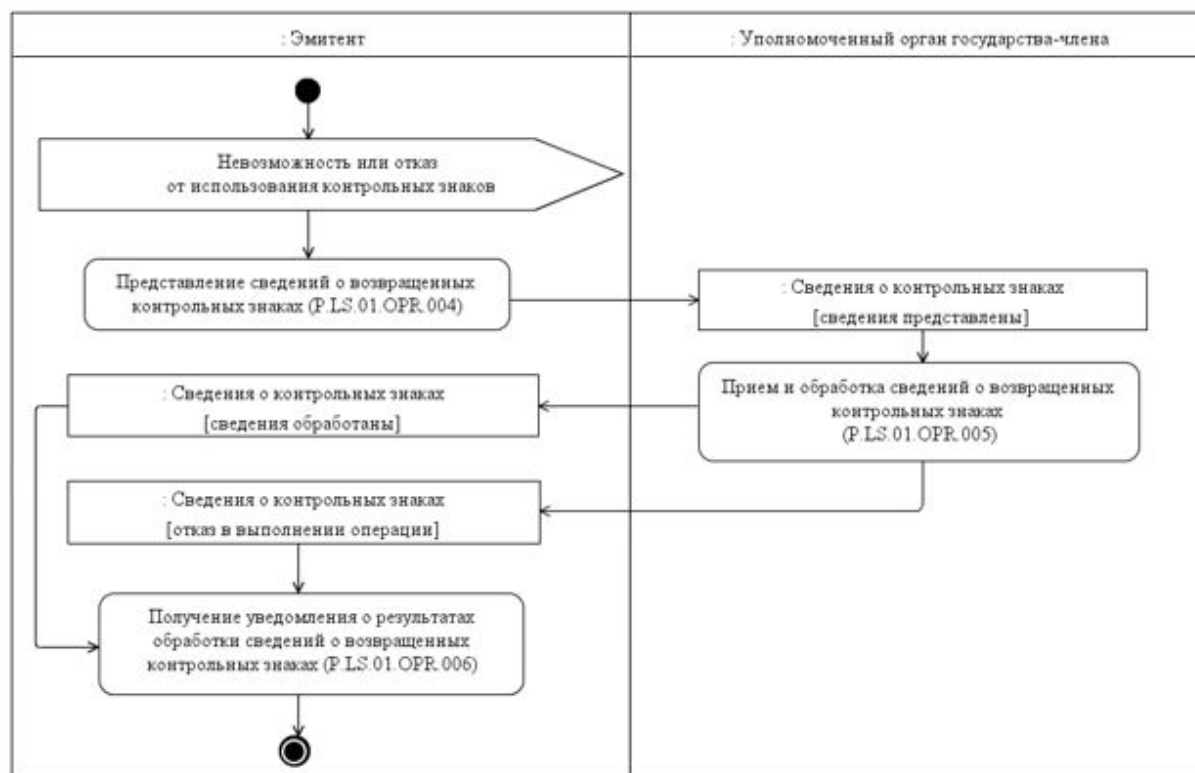 : Эмитент
: Уполномоченный орган государства-члена
Невозможность или отказ
от использования контрольных знаков
Представление сведений о возвращенных
контрольных знаках (P.LS.01.OPR.004)
: Сведения о контрольных знаках
[сведения представлены]
Прием и обработка сведений о возвращенных
контрольных знаках
(P.LS.01.OPR.005)
: Сведения о контрольных знаках
[сведения обработаны]
: Сведения о контрольных знаках
[отказ в выполнении операции]
Получение уведомления о результатах
обработки сведений о возвращенных
контрольных знаках (P.LS.01.OPR.006)